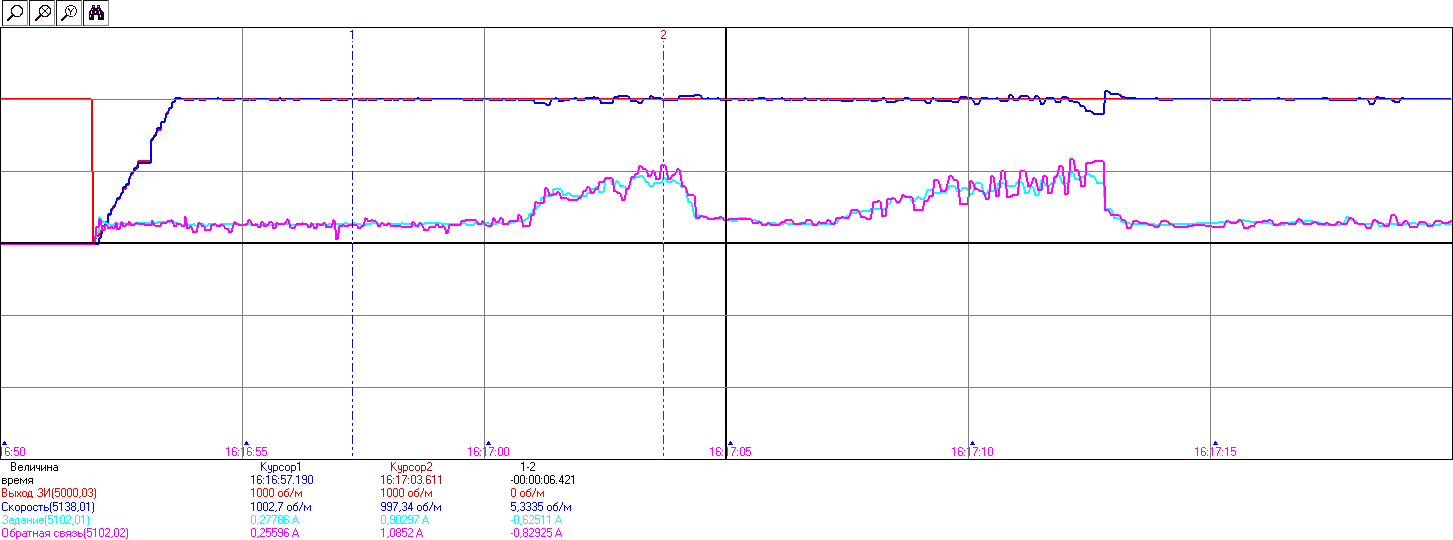 1 2
16:50 16:16:55 16:17:00 16:17:05 16:17:10 16:17:15
Величина Курсор1 Курсор2 1-2
время 16:16:57.190 16:17:03.611 -00:00:06.421
Выход ЗИ(5000,03) 1000 об/м 1000 об/м 0 об/м
Скорость(5138,01) 1002,7 об/м 997,34 об/м 5,3335 об/м
Задание(5102,01) 0,27786 А 0,90297 А -0,62511 А
Обратная связь(5102,02) 0,25596 А 1,0852 А -0,82925 А